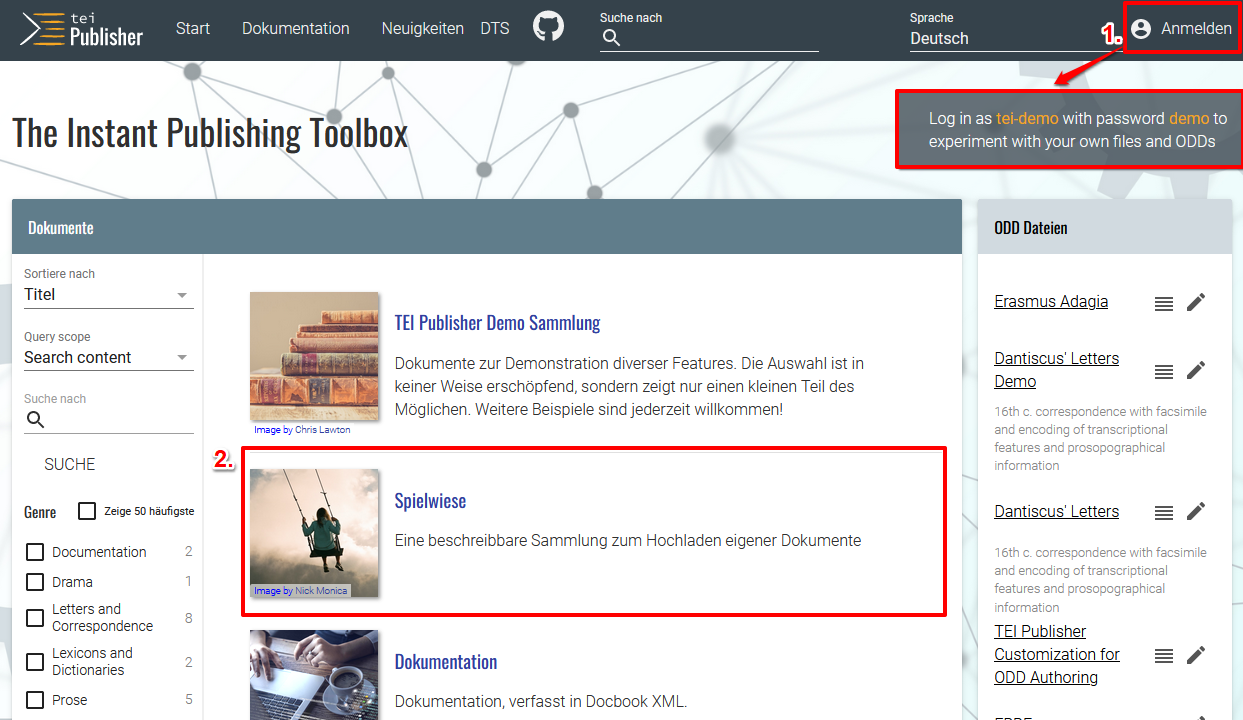 tei
Publisher
Start
Dokumentation
Neuigkeiten
DTS
Suche nach
Sprache
Deutsch
1.
Anmelden
The Instant Publishing Toolbox
Log in as tei-demo with password demo to
experiment with your own files and ODDs
Dokumente
Sortiere nach
Titel
Query scope
Search content
Suche nach
SUCHE
Genre
Zeige 50 häufigste
Documentation 2
Drama 1
Letters and
Correspondence 8
Lexicons and
Dictionaries 2
Prose 5
TEI Publisher Demo Sammlung
Dokumente zur Demonstration diverser Features. Die Auswahl ist in
keiner Weise erschöpfend, sondern zeigt nur einen kleinen Teil des
Möglichen. Weitere Beispiele sind jederzeit willkommen!
Image by Chris Lawton
2.
Spielwiese
Eine beschreibbare Sammlung zum Hochladen eigener Dokumente
Image by Nick Monica
Dokumentation
Dokumentation, verfasst in Docbook XML.
ODD Dateien
Erasmus Adagia
Dantiscus' Letters
Demo
16th c. correspondence with facsimile
and encoding of transcriptional
features and prosopographical
information
Dantiscus' Letters
16th c. correspondence with facsimile
and encoding of transcriptional
features and prosopographical
information
TEI Publisher
Customization for
ODD Authoring